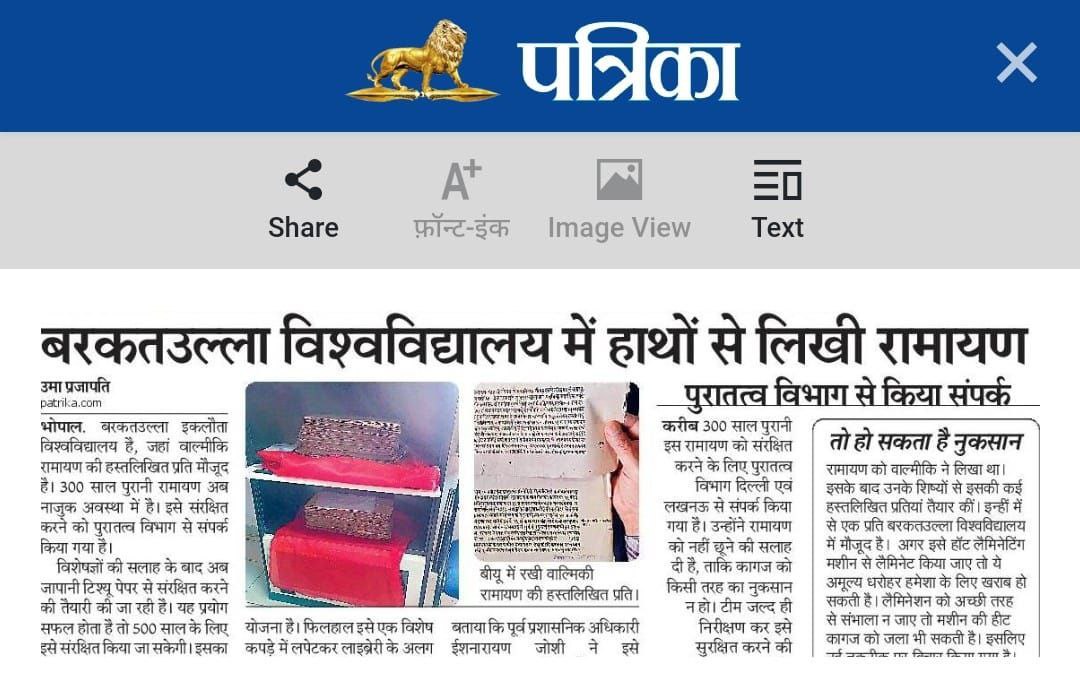 पत्रिका
Share
A+
फ़ॉन्ट-इंक
Image View
Text
बरकतउल्ला विश्वविद्यालय में हाथों से लिखी रामायण
उमा प्रजापति
patrika.com
भोपाल. बरकतउल्ला इकलौता
विश्वविद्यालय है, जहां वाल्मीकि
रामायण की हस्तलिखित प्रति मौजूद
है। 300 साल पुरानी रामायण अब
नाजुक अवस्था में है। इसे संरक्षित
करने को पुरातत्व विभाग से संपर्क
किया गया है।
विशेषज्ञों की सलाह के बाद अब
जापानी टिश्यू पेपर से संरक्षित करने
की तैयारी की जा रही है। यह प्रयोग
सफल होता है तो 500 साल के लिए
इसे संरक्षित किया जा सकेगी। इसका
बीयू में रखी वाल्मिकी
रामायण की हस्तलिखित प्रति।
योजना है। फिलहाल इसे एक विशेष
कपड़े में लपेटकर लाइब्रेरी के अलग
बताया कि पूर्व प्रशासनिक अधिकारी
ईशनारायण जोशी ने इसे
पुरातत्व विभाग से किया संपर्क
करीब 300 साल पुरानी
इस रामायण को संरक्षित
करने के लिए पुरातत्व
विभाग दिल्ली एवं
लखनऊ से संपर्क किया
गया है। उन्होंने रामायण
को नहीं छूने की सलाह
दी है, ताकि कागज को
किसी तरह का नुकसान
न हो। टीम जल्द ही
निरीक्षण कर इसे
सुरक्षित करने की
तो हो सकता है नुकसान
रामायण को वाल्मीकि ने लिखा था।
इसके बाद उनके शिष्यों से इसकी कई
हस्तलिखित प्रतियां तैयार कीं। इन्हीं में
से एक प्रति बरकतउल्ला विश्वविद्यालय
में मौजूद है। अगर इसे हॉट लैमिनेटिंग
मशीन से लैमिनेट किया जाए तो ये
अमूल्य धरोहर हमेशा के लिए खराब हो
सकती है। लैमिनेशन को अच्छी तरह
से संभाला न जाए तो मशीन की हीट
कागज को जला भी सकती है। इसलिए